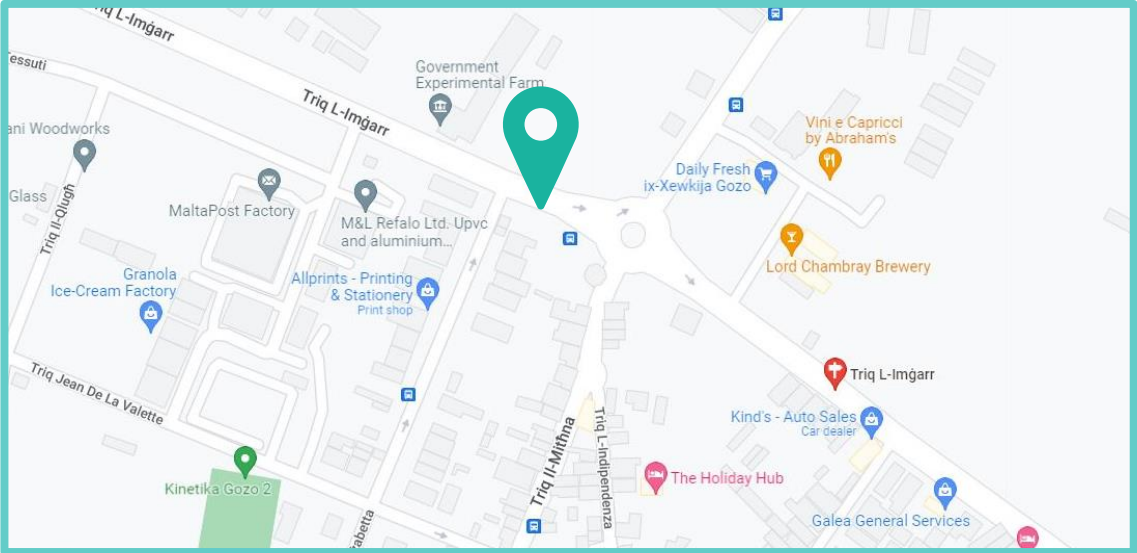 Triq L-Imġarr
Government
Experimental Farm
Triq L-Imġarr
Vini e Capricci
by Abraham's
Woodworks
Daily Fresh
ix-Xewkija Gozo
Glass
MaltaPost Factory
M&L Refalo Ltd. Upvc
and aluminium...
Triq Il-Qlugħ
Lord Chambray Brewery
Granola
Ice-Cream Factory
Allprints - Printing
& Stationery
Print shop
Triq Jean De La Valette
Triq L-Imġarr
Kind's - Auto Sales
Car dealer
Triq Il-Mitħna
Triq L-Indipendenza
The Holiday Hub
Kinetika Gozo 2
Galea General Services